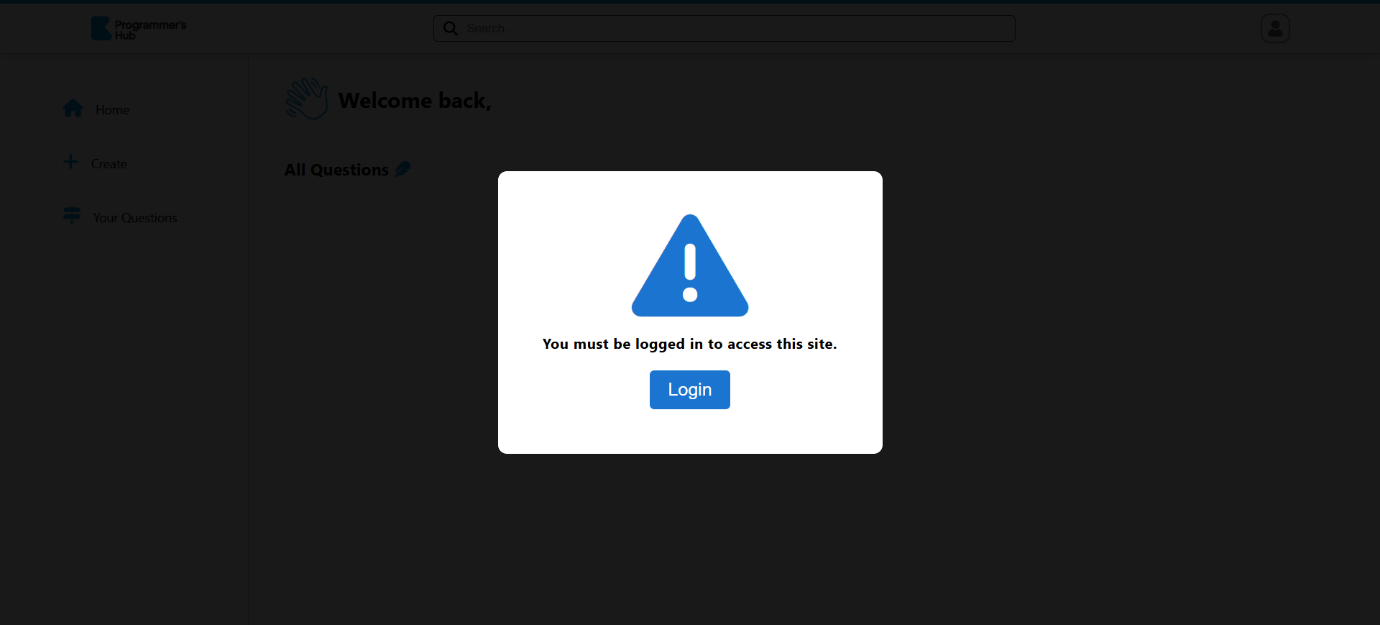 Programmer's
Hub
Search...
Home
Create
Your Questions
Welcome back,
All Questions
You must be logged in to access this site.
Login